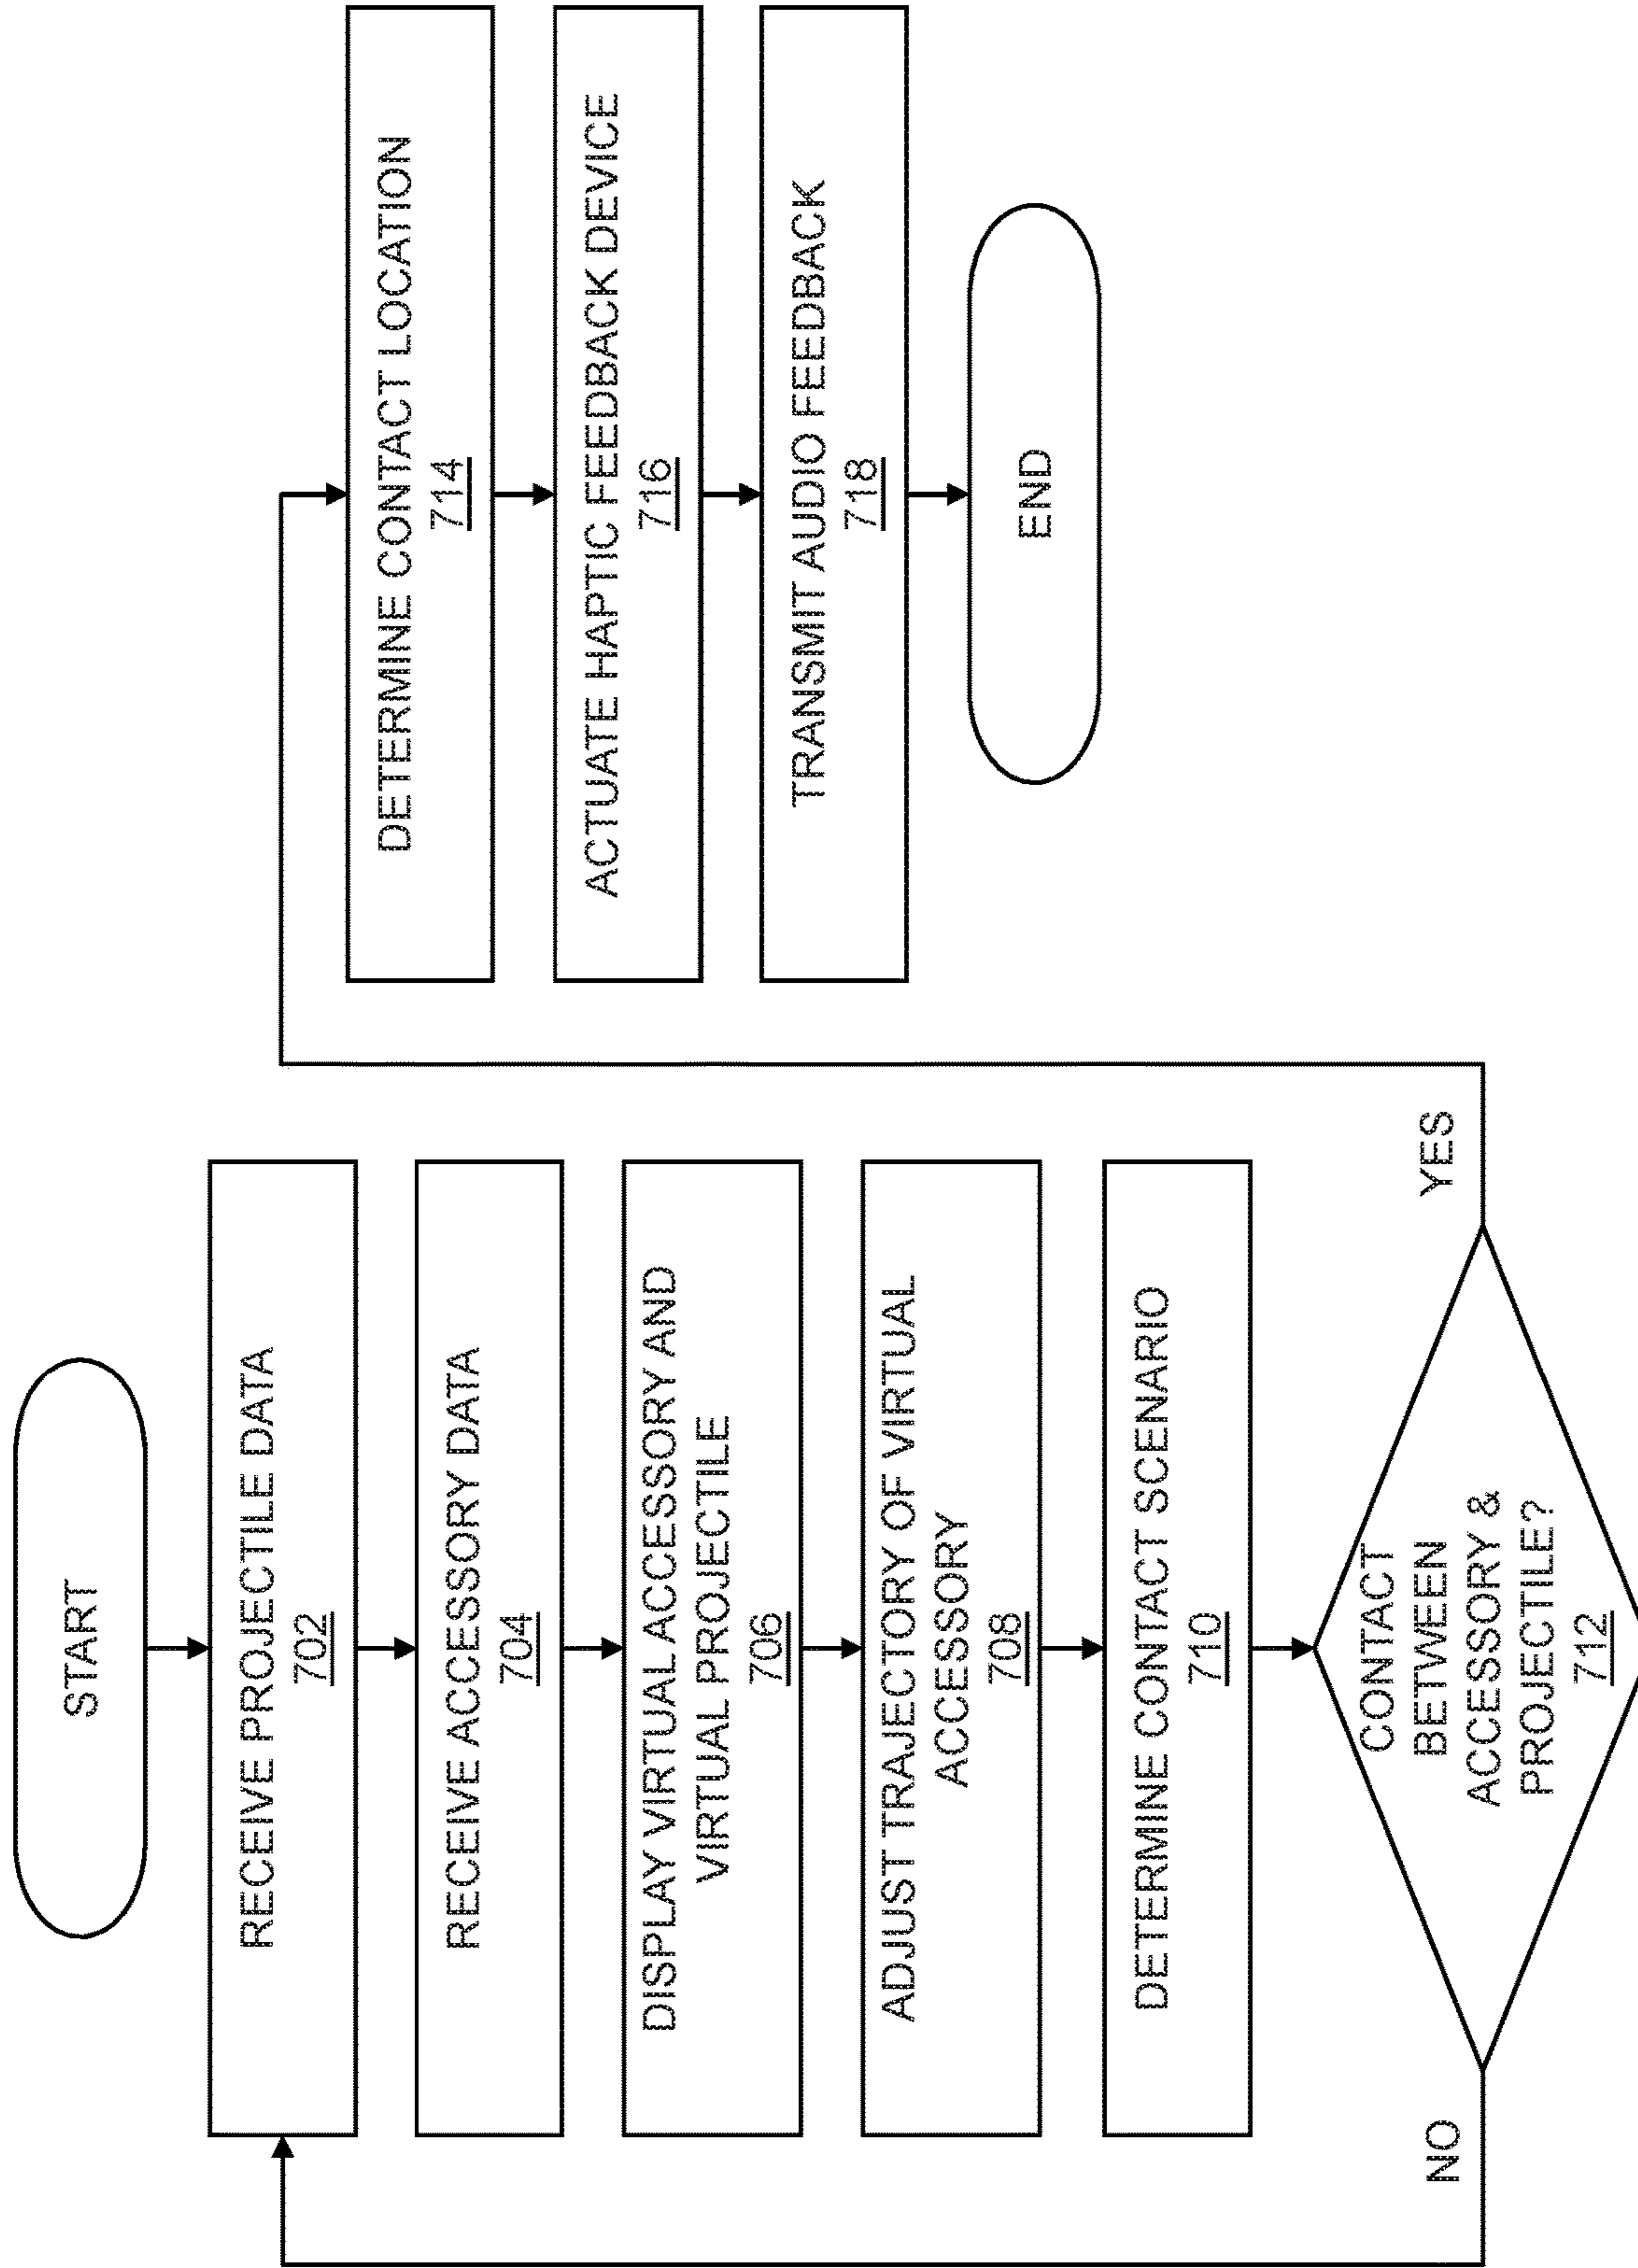 START
RECEIVE PROJECTILE DATA
702
RECEIVE ACCESSORY DATA
704
DISPLAY VIRTUAL ACCESSORY AND
VIRTUAL PROJECTILE
706
ADJUST TRAJECTORY OF VIRTUAL
ACCESSORY
708
DETERMINE CONTACT SCENARIO
710
CONTACT
BETWEEN
ACCESSORY &
PROJECTILE?
712
NO
YES
DETERMINE CONTACT LOCATION
714
ACTUATE HAPTIC FEEDBACK DEVICE
716
TRANSMIT AUDIO FEEDBACK
718
END